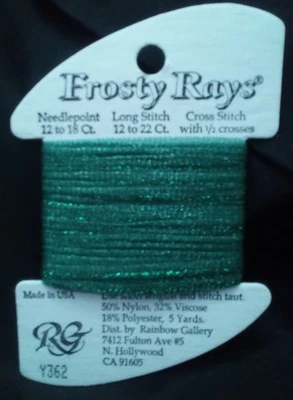 Frosty Rays®
Needlepoint Long Stitch Cross Stitch
12 to 18 Ct. 12 to 22 Ct. with 1/2 crosses
Made in USA
Use short lengths and stitch taut.
50% Nylon, 32% Viscose
18% Polyester, 5 Yards.
RG
Dist. by Rainbow Gallery
7412 Fulton Ave #5
N. Hollywood
Y362
CA 91605